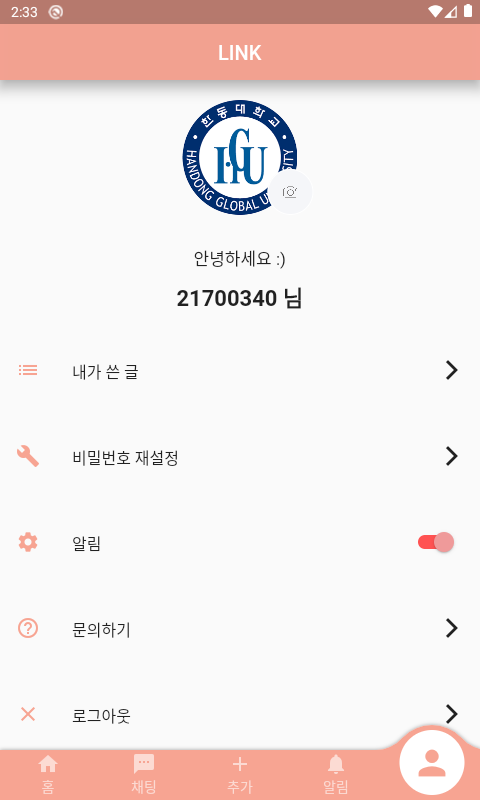 2:33
LINK
한동대학교
HGU
HANDONG GLOBAL UNIVERSITY
안녕하세요 :)
21700340 님
내가 쓴 글
비밀번호 재설정
알림
문의하기
로그아웃
홈
채팅
추가
알림